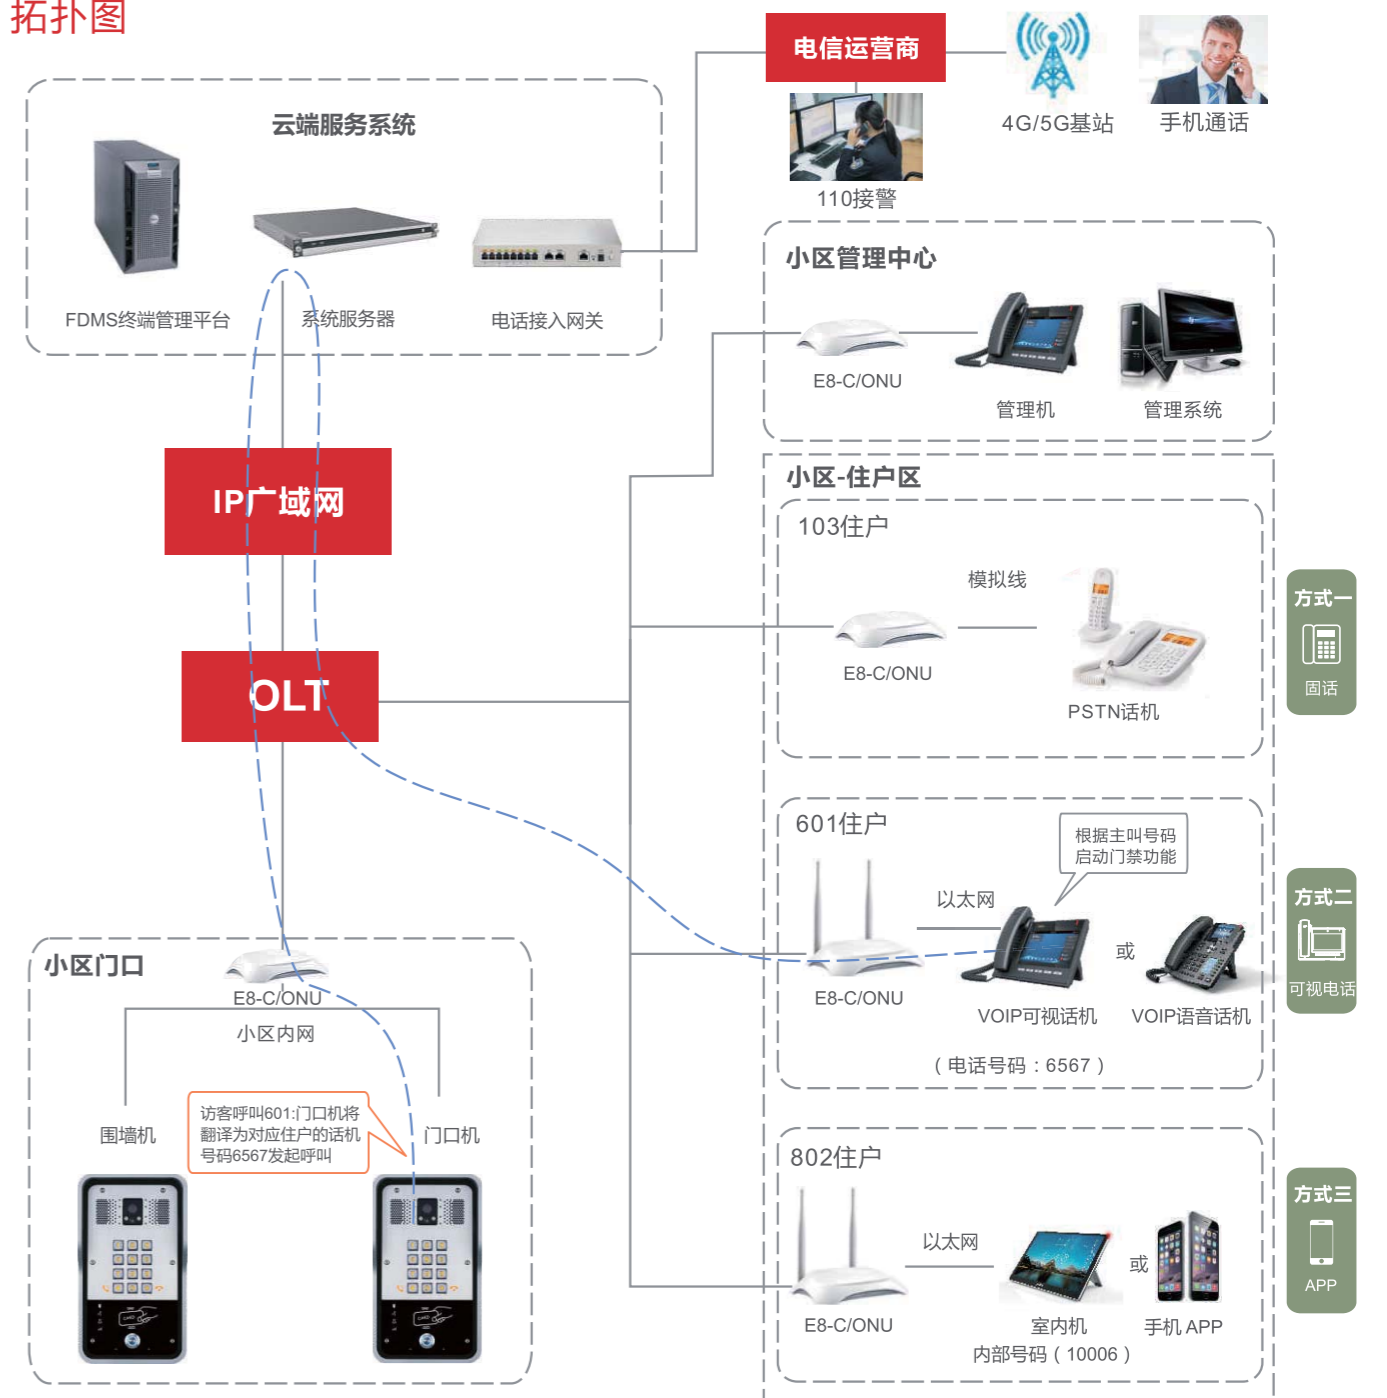 拓扑图
电信运营商
4G/5G基站
手机通话
110接警
云端服务系统
FDMS终端管理平台
系统服务器
电话接入网关
小区管理中心
E8-C/ONU
管理机
管理系统
IP广域网
OLT
小区-住户区
103住户
模拟线
E8-C/ONU
PSTN话机
方式一
固话
601住户
根据主叫号码
启动门禁功能
以太网
或
E8-C/ONU
VOIP可视话机
VOIP语音话机
(电话号码:6567)
方式二
可视电话
小区门口
E8-C/ONU
小区内网
访客呼叫601:门口机将
翻译为对应住户的话机
号码6567发起呼叫
围墙机
门口机
802住户
以太网
或
E8-C/ONU
室内机
手机 APP
内部号码(10006)
方式三
APP